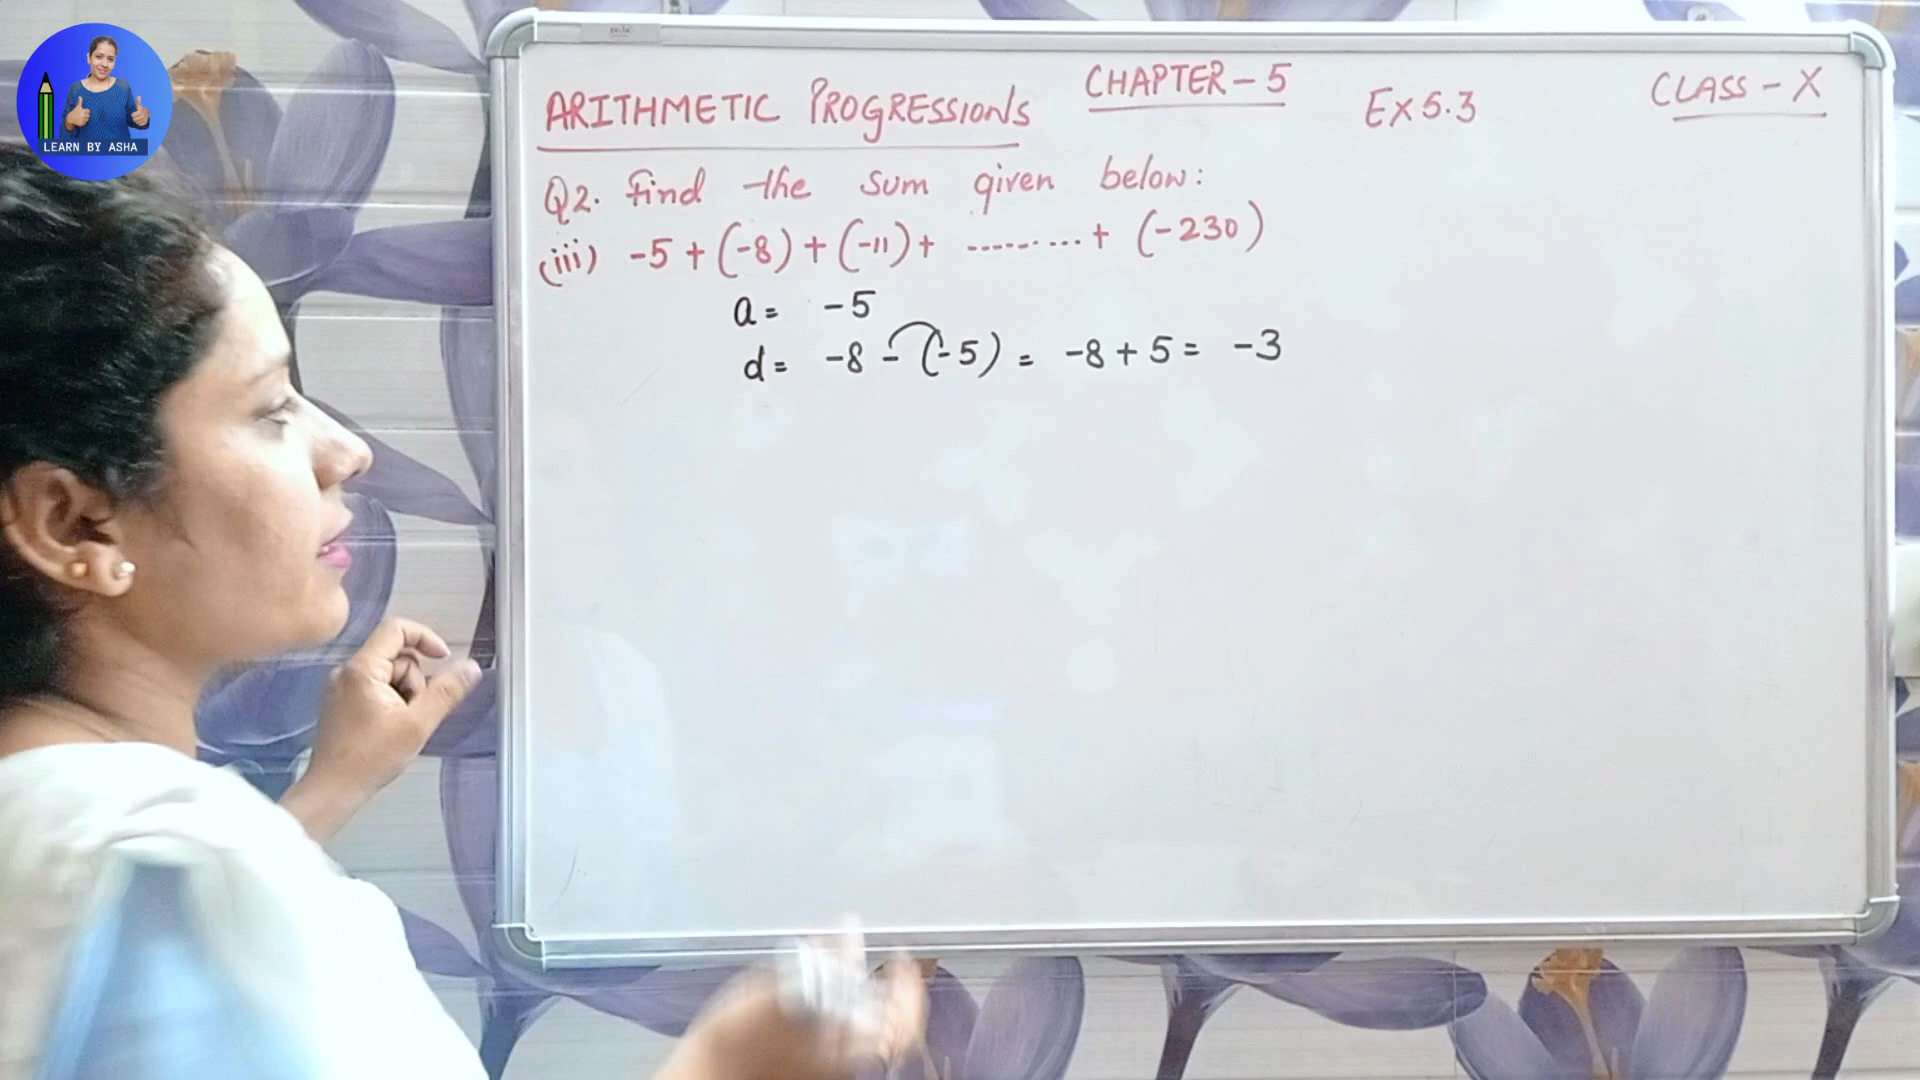 LEARN BY ASHA
ARITHMETIC PROGRESSIONS CHAPTER-5 Ex 5.3 CLASS-X
Q2. Find the sum given below:
(iii) -5 + (-8) + (-11) + ---------- + (-230)
a = -5
d = -8 - (-5) = -8 + 5 = -3